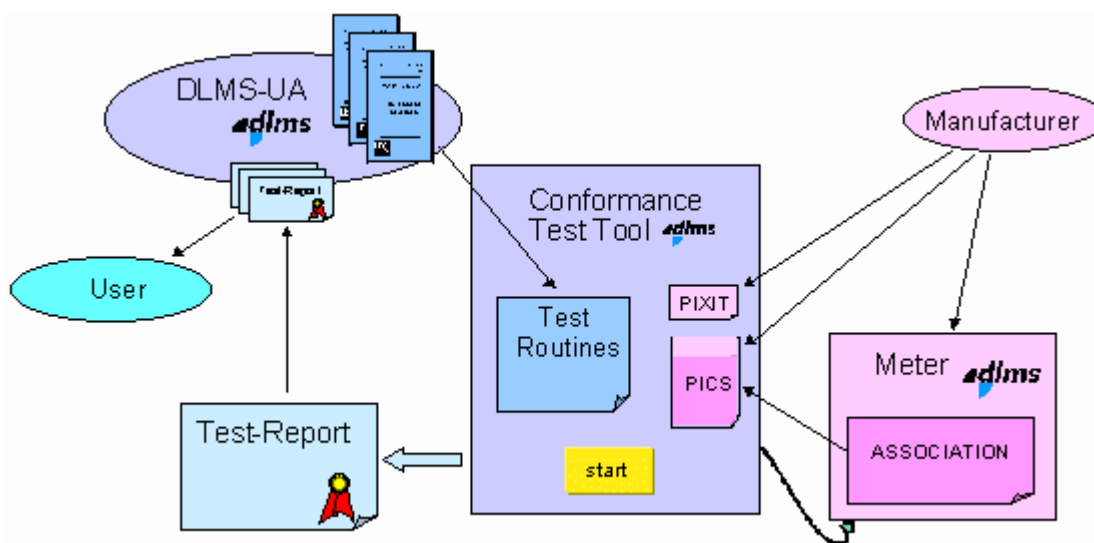 DLMS-UA
dlms
Test-Report
User
Test-Report
Conformance
Test Tool dlms
Test
Routines
PIXIT
PICS
start
Manufacturer
Meter dlms
ASSOCIATION